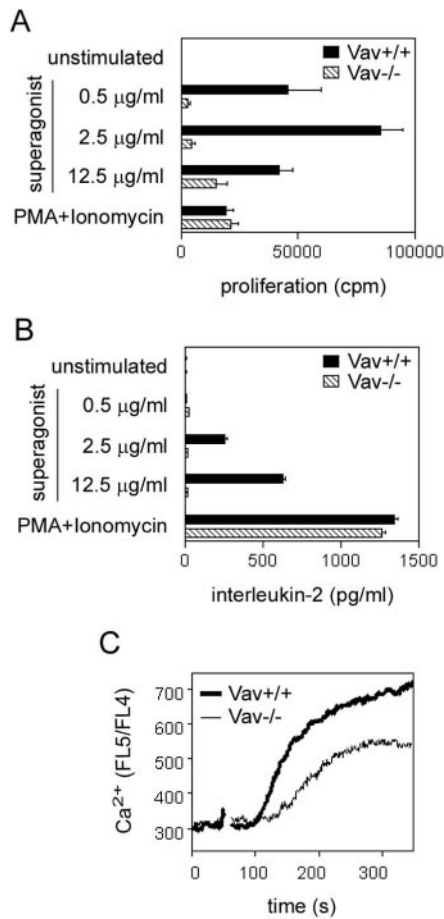 A
unstimulated
superagonist
0.5 μg/ml
2.5 μg/ml
12.5 μg/ml
PMA+Ionomycin
Vav+/+
Vav-/-
0 50000 100000
proliferation (cpm)
B
unstimulated
superagonist
0.5 μg/ml
2.5 μg/ml
12.5 μg/ml
PMA+Ionomycin
Vav+/+
Vav-/-
0 500 1000 1500
interleukin-2 (pg/ml)
C
Ca2+ (FL5/FL4)
700
600
500
400
300
Vav+/+
Vav-/-
0 100 200 300
time (s)